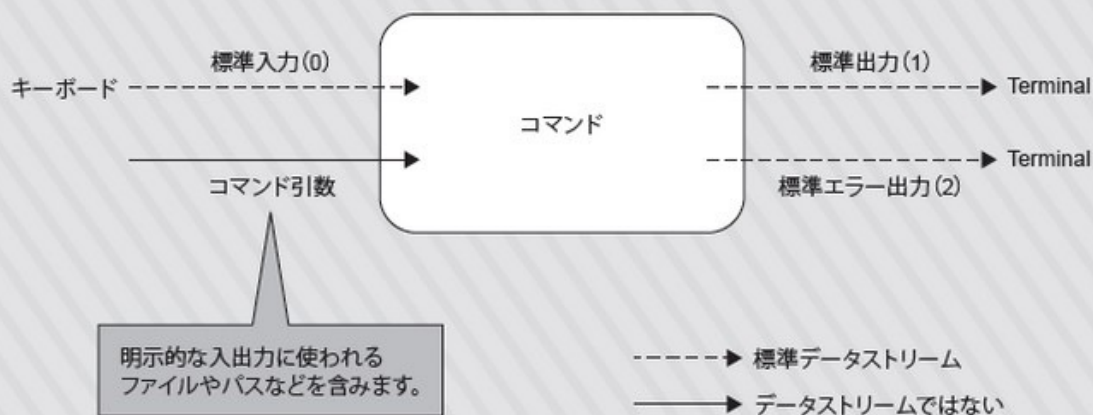 標準入力(0)
標準出力(1)
キーボード
Terminal
コマンド
Terminal
コマンド引数
標準エラー出力(2)
明示的な入出力に使われる
ファイルやパスなどを含みます。
標準データストリーム
データストリームではない